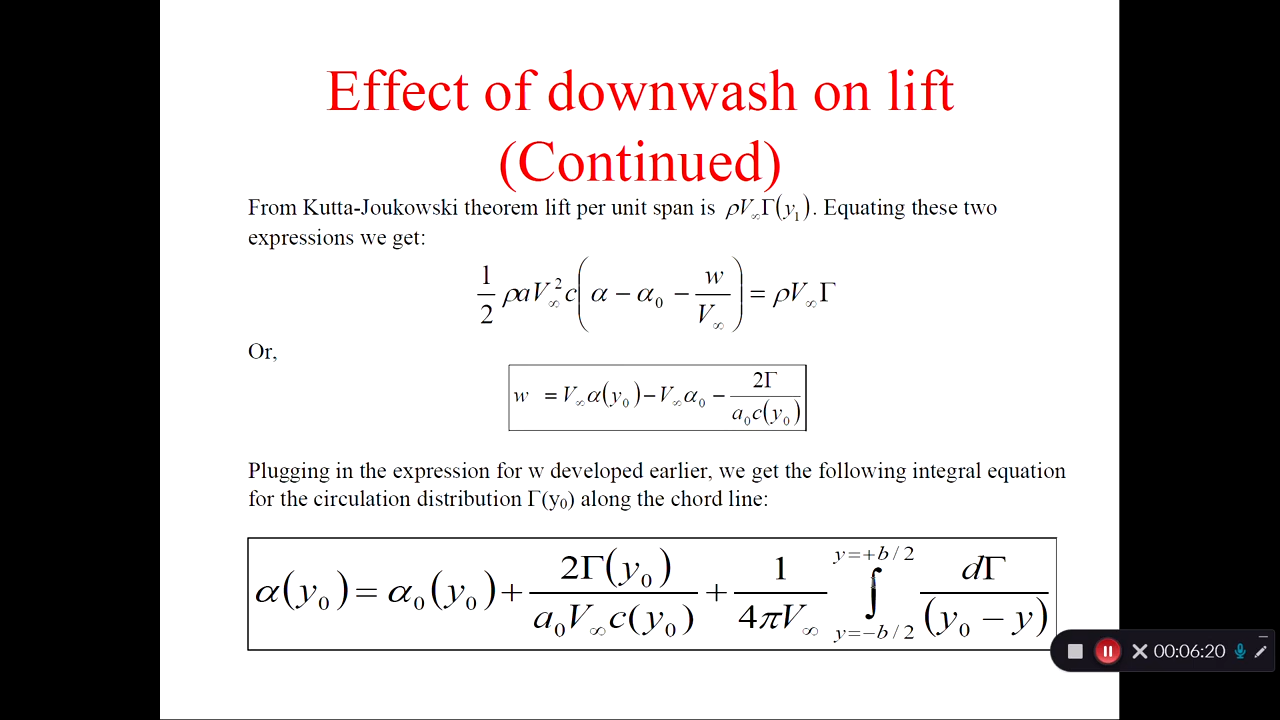 Effect of downwash on lift
(Continued)
From Kutta-Joukowski theorem lift per unit span is ρV∞Γ(y₁). Equating these two
expressions we get:
1/2 ρaV∞²c(α − α₀ − w/V∞) = ρV∞Γ
Or,
w = V∞α(y₀) − V∞α₀ − 2Γ/(a₀c(y₀))
Plugging in the expression for w developed earlier, we get the following integral equation
for the circulation distribution Γ(y₀) along the chord line:
α(y₀) = α₀(y₀) + 2Γ(y₀)/(a₀V∞c(y₀)) + 1/(4πV∞) ∫_{y=−b/2}^{y=+b/2} dΓ/(y₀ − y)
00:06:20